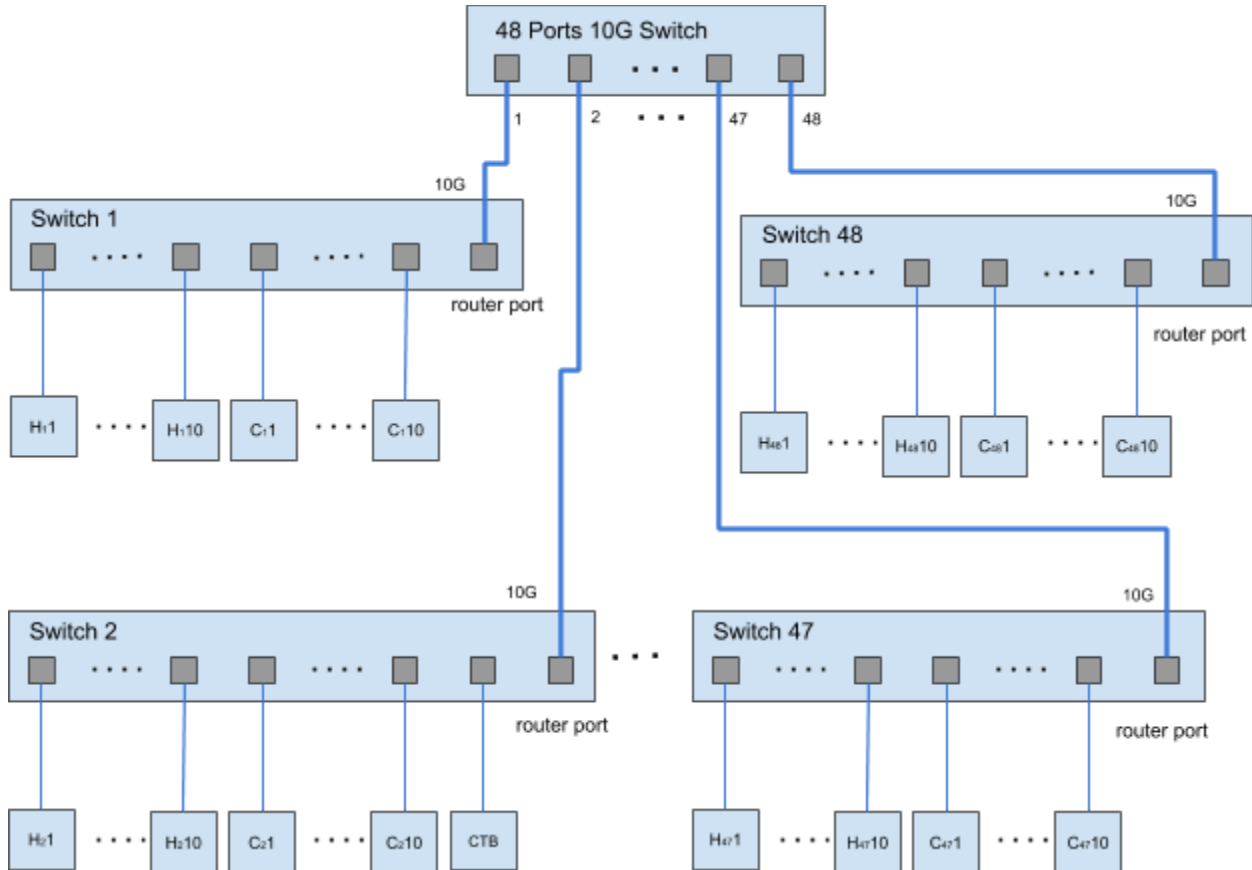 48 Ports 10G Switch
1
2
47
48
10G
Switch 1
router port
H₁1
H₁10
C₁1
C₁10
10G
Switch 48
router port
H₄₈1
H₄₈10
C₄₈1
C₄₈10
10G
Switch 2
router port
H₂1
H₂10
C₂1
C₂10
CTB
10G
Switch 47
router port
H₄₇1
H₄₇10
C₄₇1
C₄₇10